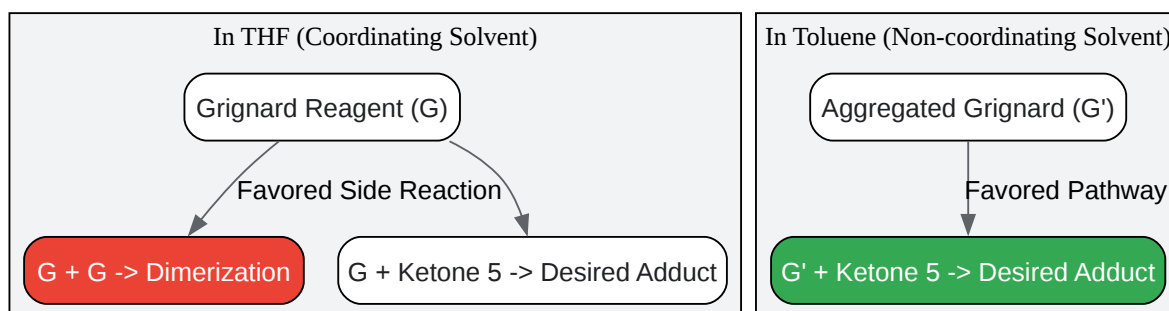 In THF (Coordinating Solvent)
Grignard Reagent (G)
Favored Side Reaction
G + G -> Dimerization
G + Ketone 5 -> Desired Adduct
In Toluene (Non-coordinating Solvent)
Aggregated Grignard (G')
Favored Pathway
G' + Ketone 5 -> Desired Adduct